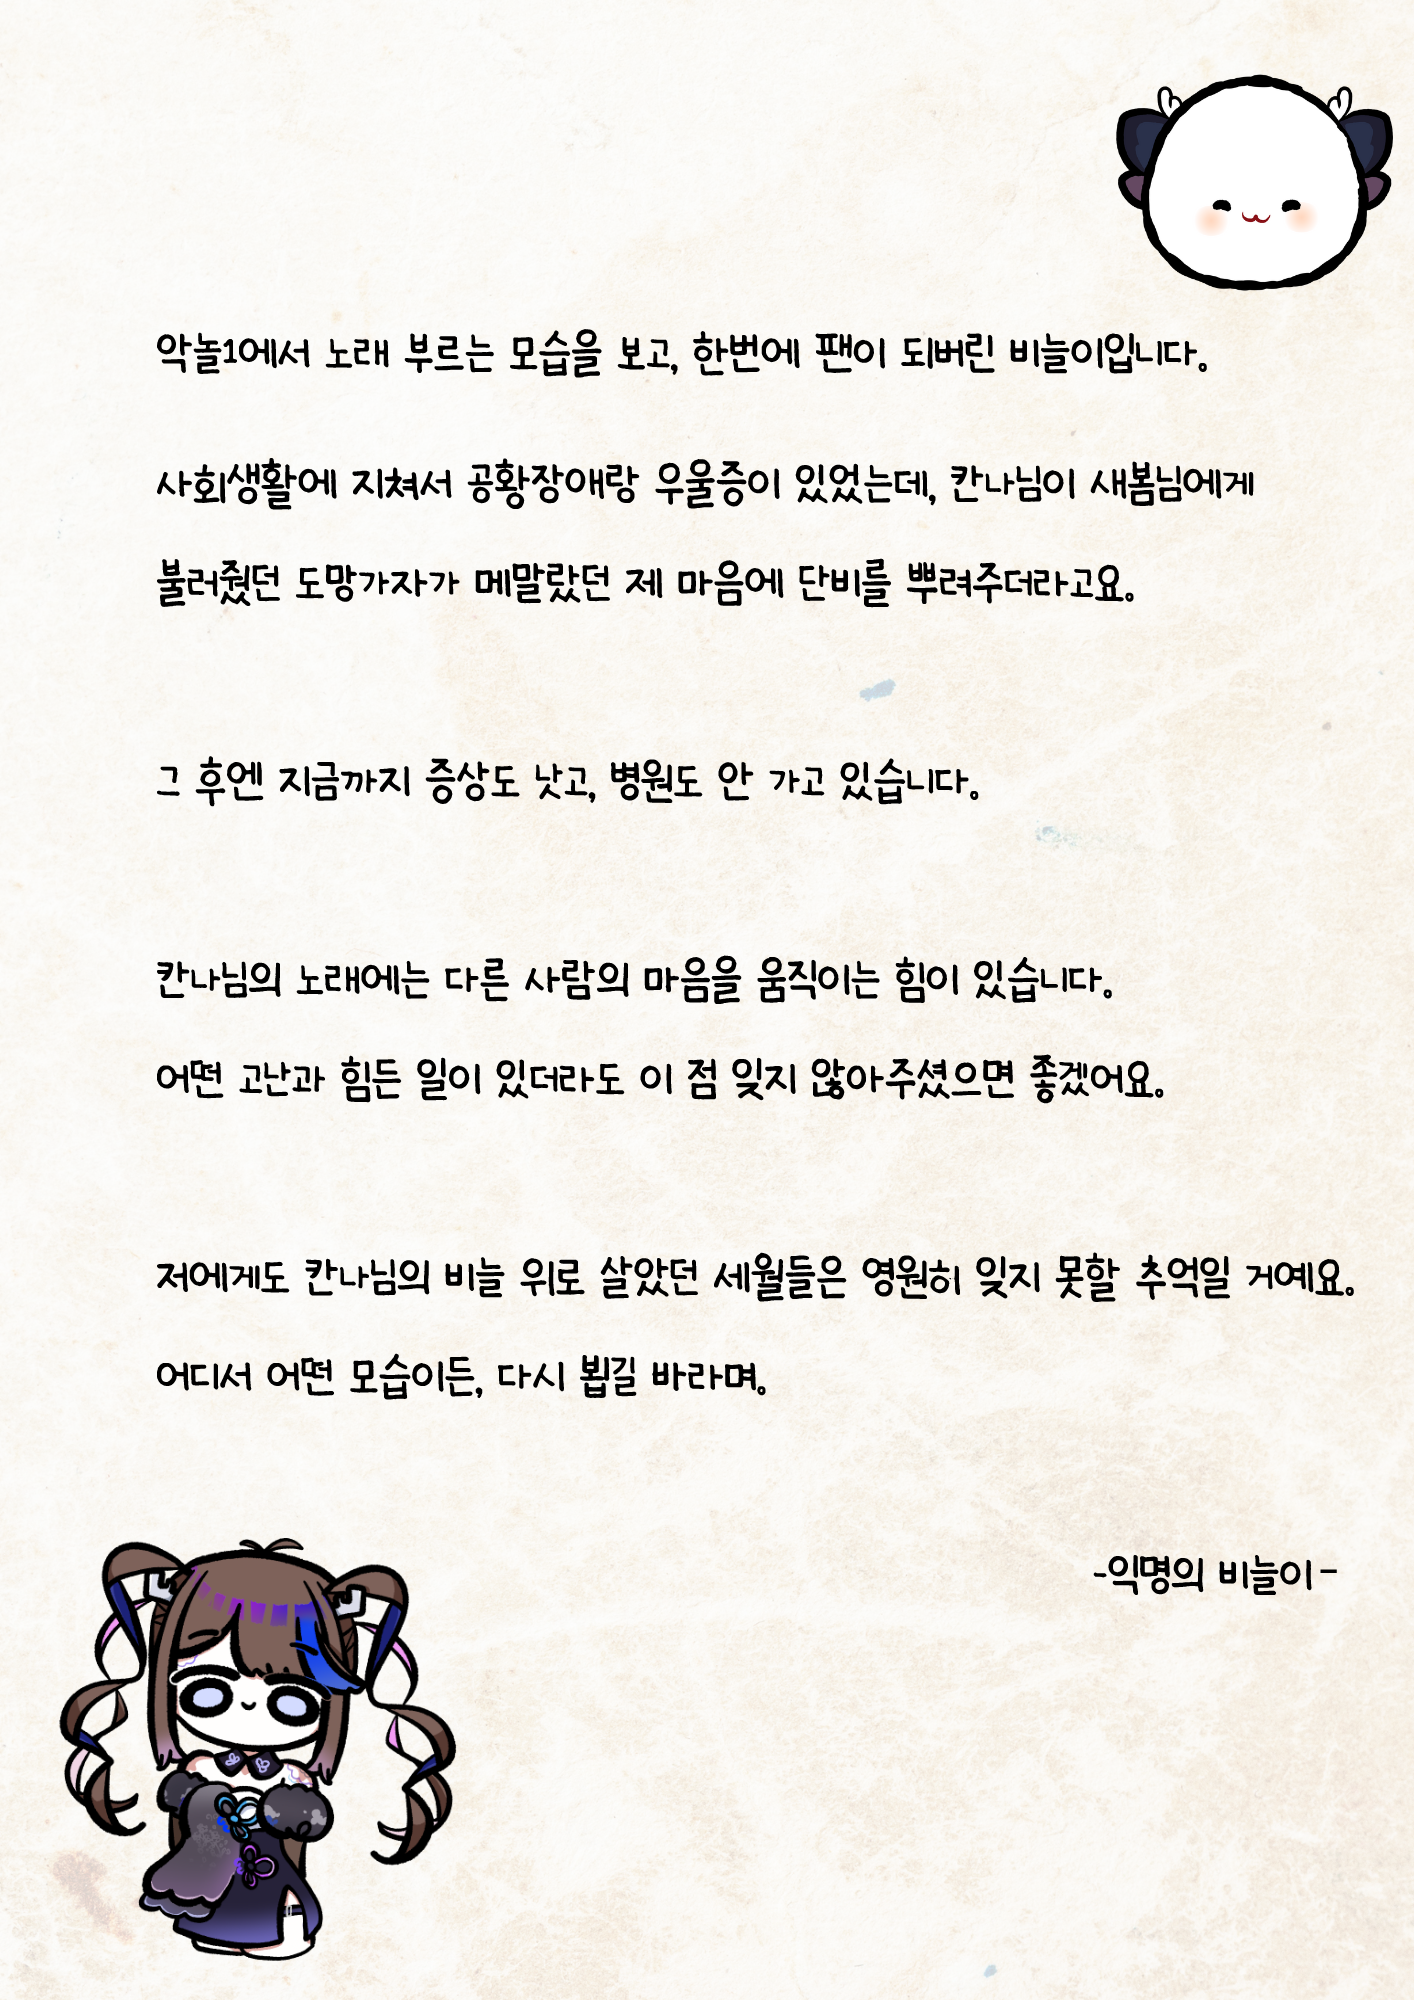 악놀1에서 노래 부르는 모습을 보고, 한번에 팬이 되버린 비늘이입니다.
사회생활에 지쳐서 공황장애랑 우울증이 있었는데, 칸나님이 새봄님에게
불러줬던 도망가자가 메말랐던 제 마음에 단비를 뿌려주더라고요.
그 후엔 지금까지 증상도 낫고, 병원도 안 가고 있습니다.
칸나님의 노래에는 다른 사람의 마음을 움직이는 힘이 있습니다.
어떤 고난과 힘든 일이 있더라도 이 점 잊지 않아주셨으면 좋겠어요.
저에게도 칸나님의 비늘 위로 살았던 세월들은 영원히 잊지 못할 추억일 거예요.
어디서 어떤 모습이든, 다시 뵙길 바라며.
-익명의 비늘이-